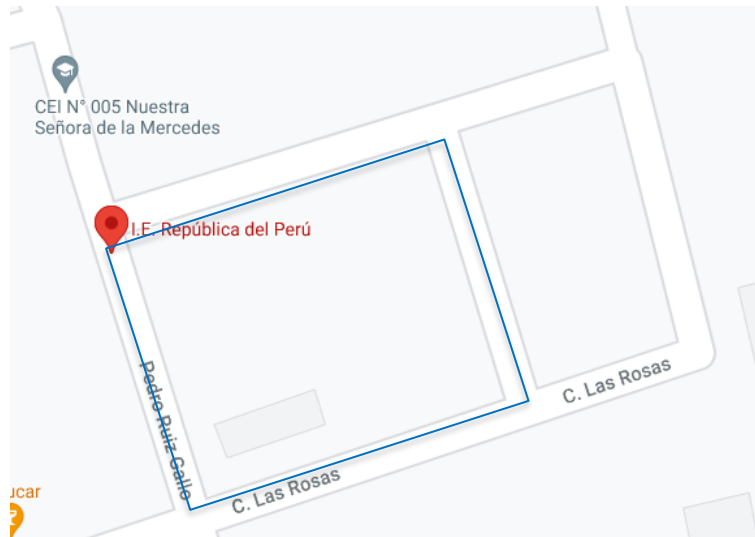 CEI N° 005 Nuestra
Señora de la Mercedes
I.E. República del Perú
Pedro Ruiz Gallo
C. Las Rosas
C. Las Rosas
ucar